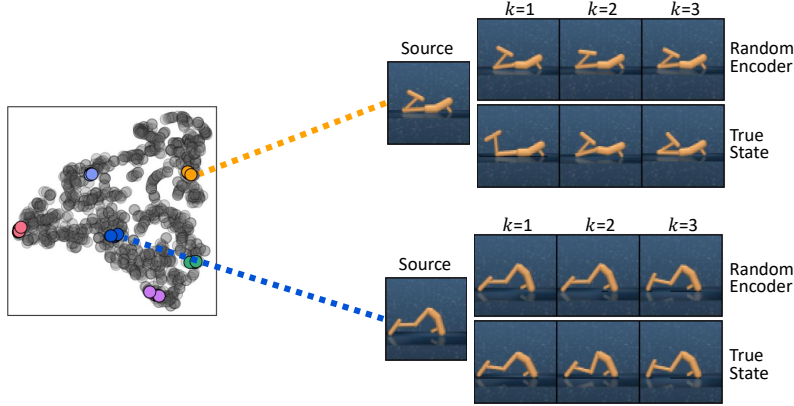 k=1 k=2 k=3
Source
Random
Encoder
True
State
k=1 k=2 k=3
Source
Random
Encoder
True
State